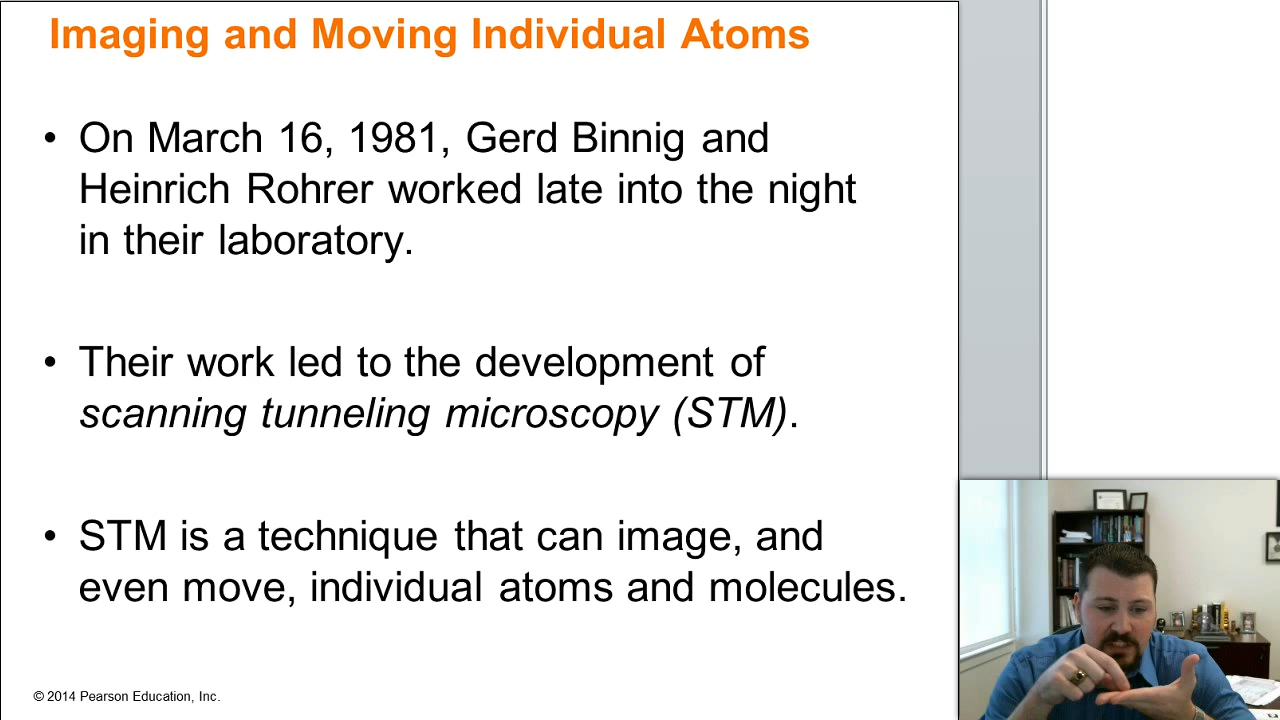 Imaging and Moving Individual Atoms
• On March 16, 1981, Gerd Binnig and
Heinrich Rohrer worked late into the night
in their laboratory.
• Their work led to the development of
scanning tunneling microscopy (STM).
• STM is a technique that can image, and
even move, individual atoms and molecules.
© 2014 Pearson Education, Inc.